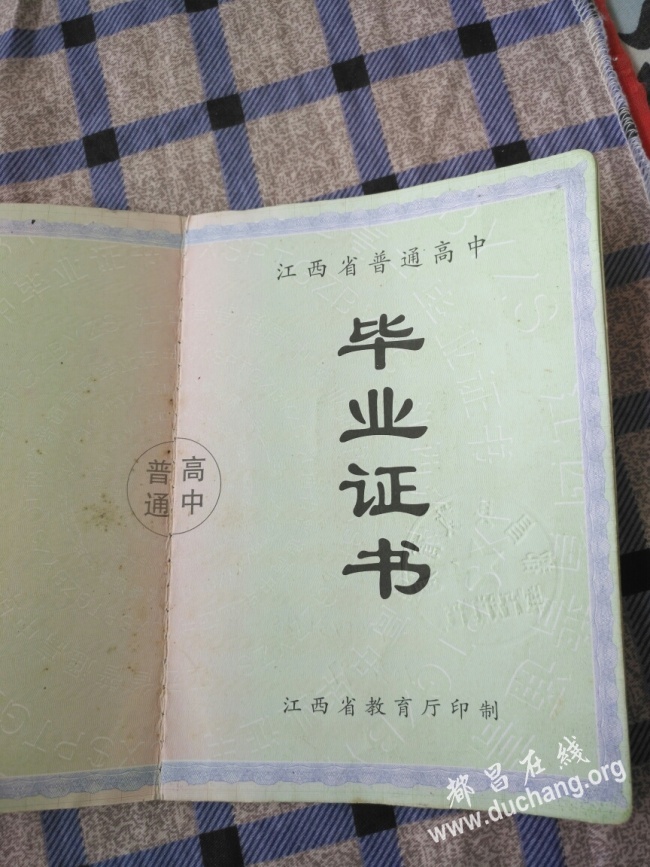 江西省普通高中
毕业证书
普通
高中
江西省教育厅印制
都昌在线
www.duchang.org